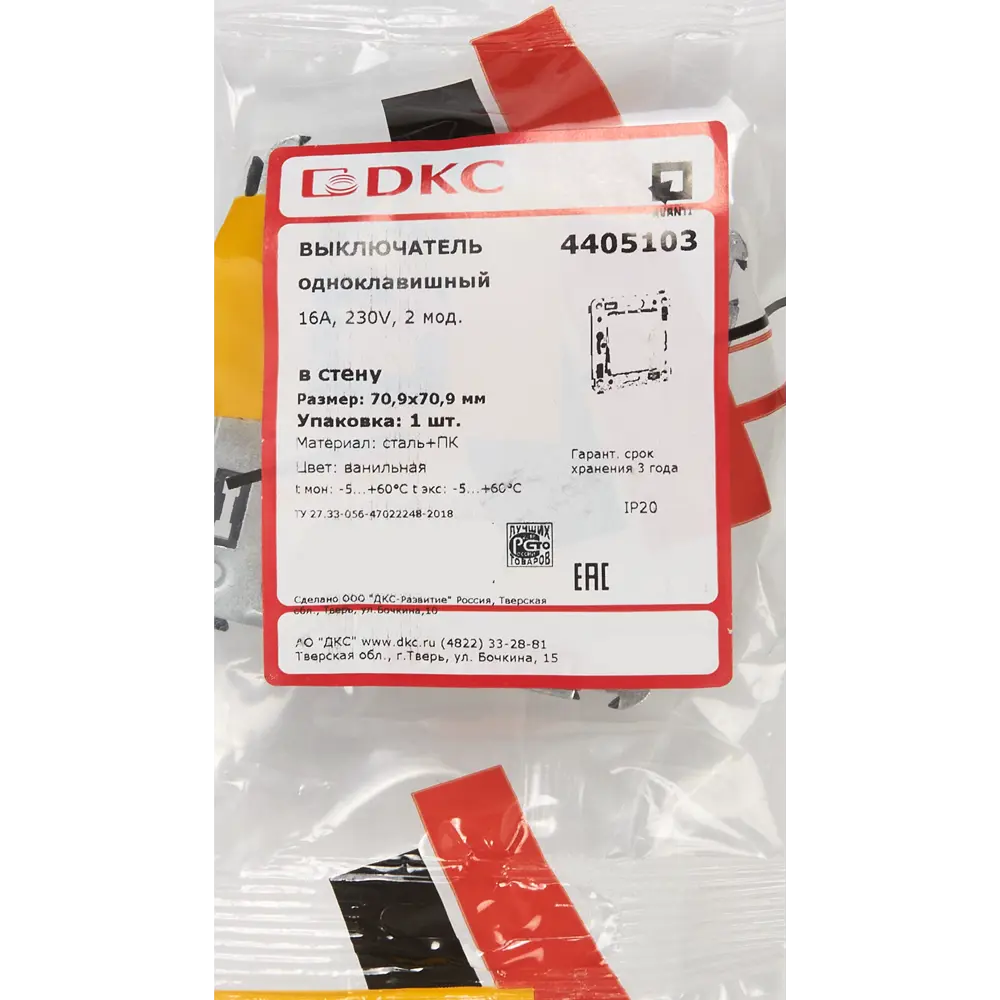 DKC
AVANTI
ВЫКЛЮЧАТЕЛЬ
4405103
одноклавишный
16А, 230V, 2 мод.
в стену
Размер: 70,9x70,9 мм
Упаковка: 1 шт.
Материал: сталь+ПК
Цвет: ванильная
Гарант. срок
хранения 3 года
t мон: -5...+60°C t экс: -5...+60°C
IP20
ТУ 27.33-056-47022248-2018
ЛУЧШИХ
ТОВАРОВ
EAC
Сделано ООО "ДКС-Развитие" Россия, Тверская
обл., Тверь, ул.Бочкина,10
АО "ДКС" www.dkc.ru (4822) 33-28-81
Тверская обл., г.Тверь, ул. Бочкина, 15